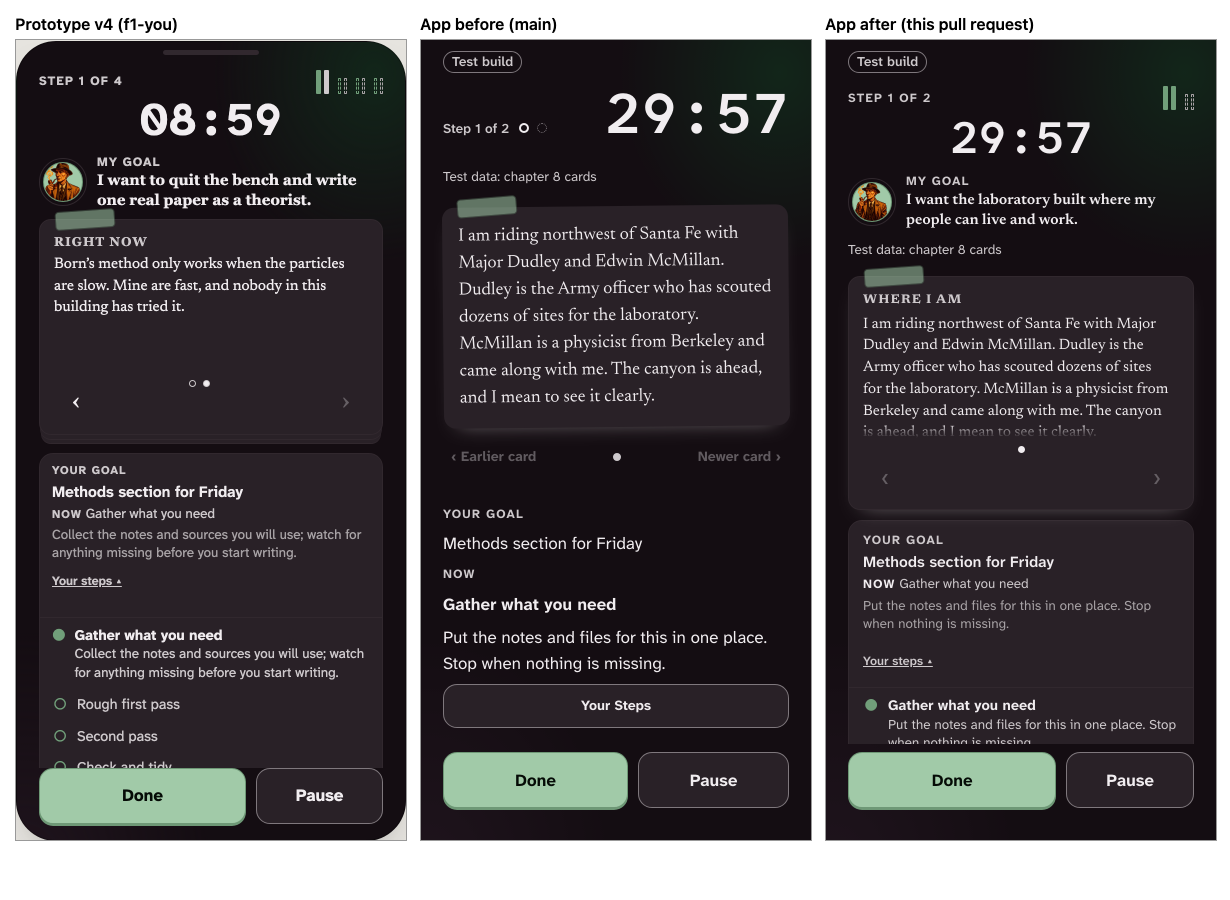 Prototype v4 (f1-you)
STEP 1 OF 4
08:59
MY GOAL
I want to quit the bench and write
one real paper as a theorist.
RIGHT NOW
Born’s method only works when the particles
are slow. Mine are fast, and nobody in this
building has tried it.
‹ ›
YOUR GOAL
Methods section for Friday
NOW Gather what you need
Collect the notes and sources you will use; watch for
anything missing before you start writing.
Your steps ▴
Gather what you need
Collect the notes and sources you will use; watch
for anything missing before you start writing.
Rough first pass
Second pass
Check and tidy
Done
Pause
App before (main)
Test build
Step 1 of 2
29:57
Test data: chapter 8 cards
I am riding northwest of Santa Fe with
Major Dudley and Edwin McMillan.
Dudley is the Army officer who has scouted
dozens of sites for the laboratory.
McMillan is a physicist from Berkeley and
came along with me. The canyon is ahead,
and I mean to see it clearly.
‹ Earlier card
Newer card ›
YOUR GOAL
Methods section for Friday
NOW
Gather what you need
Put the notes and files for this in one place.
Stop when nothing is missing.
Your Steps
Done
Pause
App after (this pull request)
Test build
STEP 1 OF 2
29:57
MY GOAL
I want the laboratory built where my
people can live and work.
Test data: chapter 8 cards
WHERE I AM
I am riding northwest of Santa Fe with Major
Dudley and Edwin McMillan. Dudley is the
Army officer who has scouted dozens of sites
for the laboratory. McMillan is a physicist from
Berkeley and came along with me. The canyon
is ahead, and I mean to see it clearly.
‹ ›
YOUR GOAL
Methods section for Friday
NOW Gather what you need
Put the notes and files for this in one place. Stop
when nothing is missing.
Your steps ▴
Gather what you need
Put the notes and files for this in one place. Stop
when nothing is missing.
Done
Pause